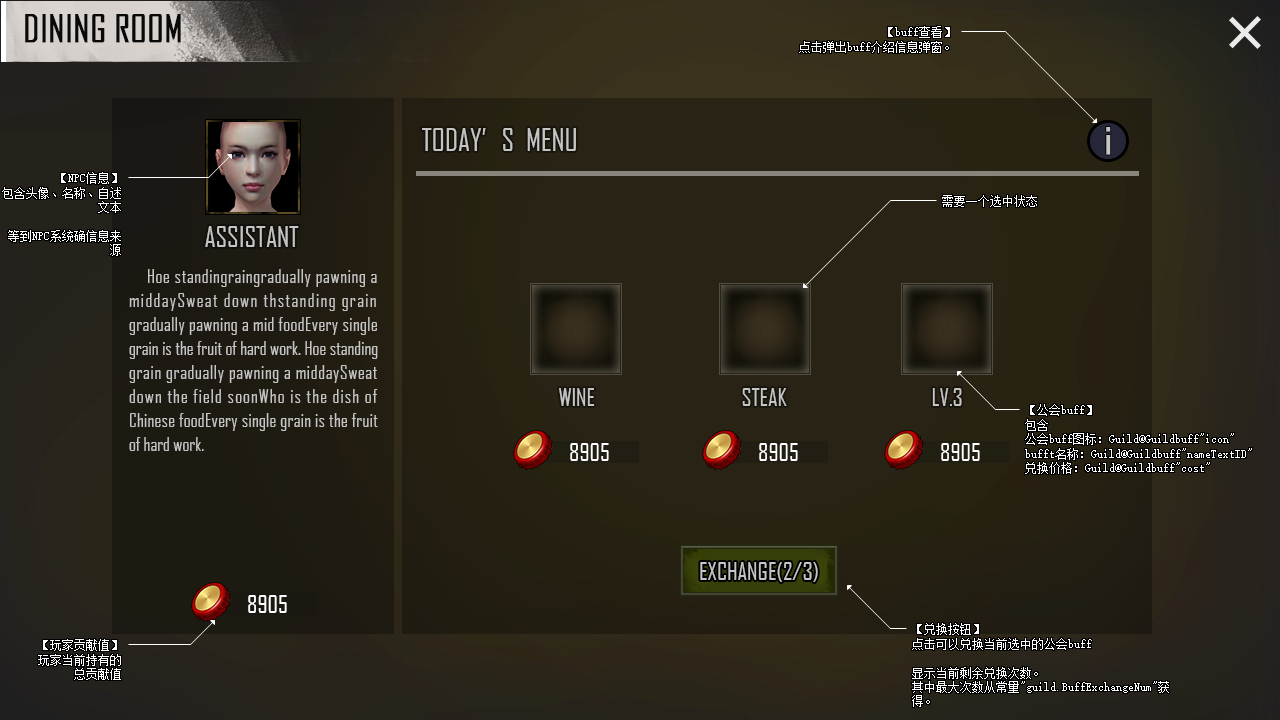 DINING ROOM
【buff查看】
点击弹出buff介绍信息弹窗。
TODAY’S MENU
i
【NPC信息】
包含头像、名称、自述
文本
等到NPC系统确信息来
源
需要一个选中状态
ASSISTANT
Hoe standingraingradually pawning a
middaySweat down thstanding grain
gradually pawning a mid foodEvery single
grain is the fruit of hard work. Hoe standing
grain gradually pawning a middaySweat
down the field soonWho is the dish of
Chinese foodEvery single grain is the fruit
of hard work.
WINE
STEAK
LV.3
8905
8905
8905
【公会buff】
包含
公会buff图标：Guild@Guildbuff"icon"
bufft名称：Guild@Guildbuff"nameTextID"
兑换价格：Guild@Guildbuff"cost"
EXCHANGE(2/3)
8905
【玩家贡献值】
玩家当前持有的
总贡献值
【兑换按钮】
点击可以兑换当前选中的公会buff
显示当前剩余兑换次数。
其中最大次数从常量"guild.BuffExchangeNum"获
得。